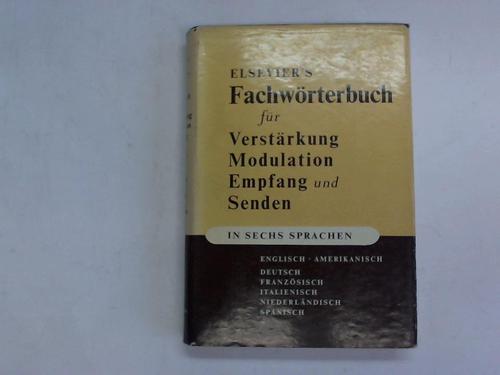 ELSEVIER'S
Fachwörterbuch
für
Verstärkung
Modulation
Empfang und
Senden
IN SECHS SPRACHEN
ENGLISCH · AMERIKANISCH
DEUTSCH
FRANZÖSISCH
ITALIENISCH
NIEDERLÄNDISCH
SPANISCH